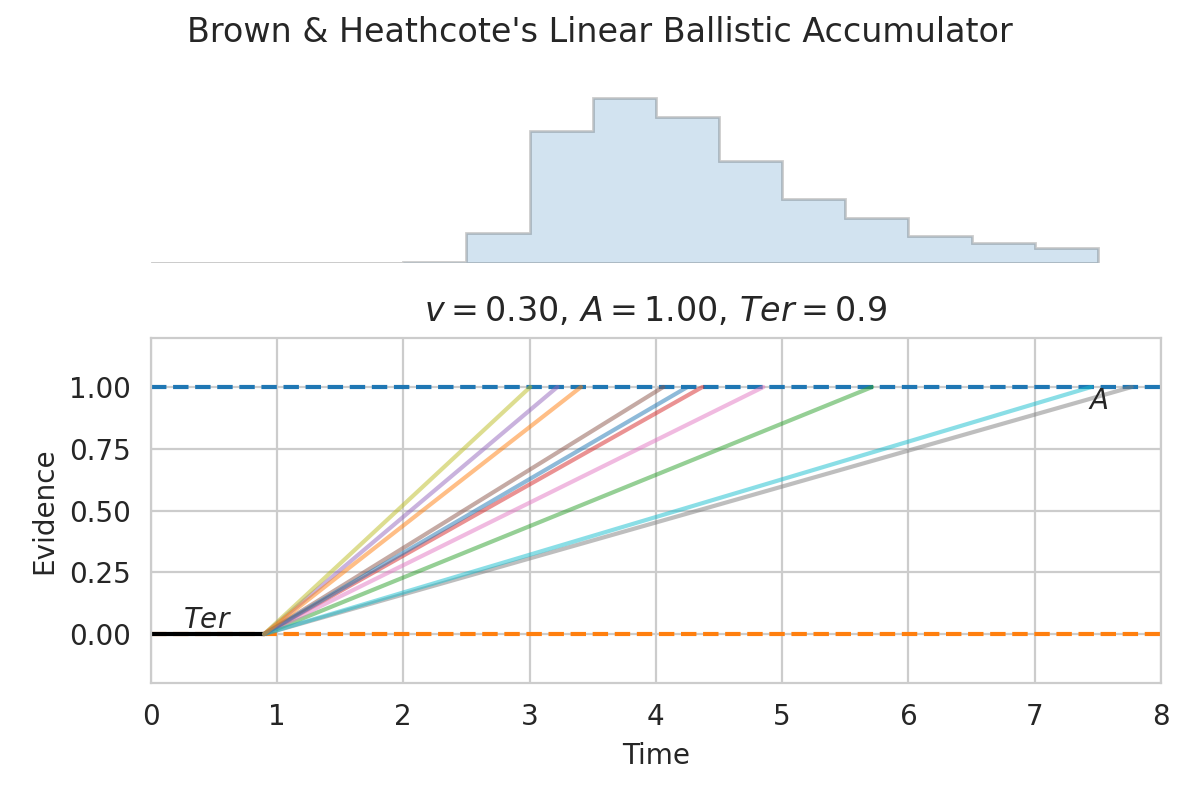 Brown & Heathcote's Linear Ballistic Accumulator
v = 0.30, A = 1.00, Ter = 0.9
1.00
A
0.75
0.50
0.25
Ter
0.00
Evidence
0 1 2 3 4 5 6 7 8
Time